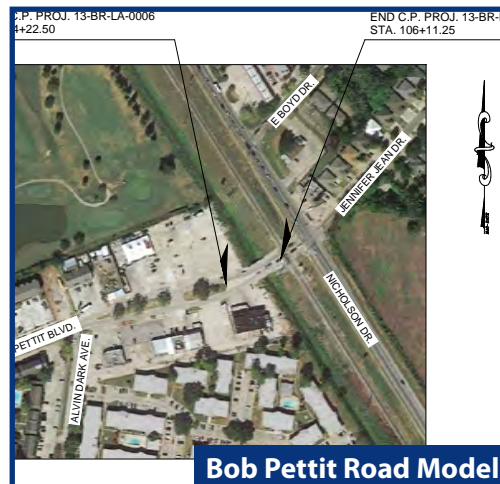 C.P. PROJ. 13-BR-LA-0006
4+22.50
END C.P. PROJ. 13-BR-
STA. 106+11.25
E BOYD DR.
JENNIFER JEAN DR.
NICHOLSON DR.
PETTIT BLVD.
ALVIN DARK AVE.
Bob Pettit Road Model